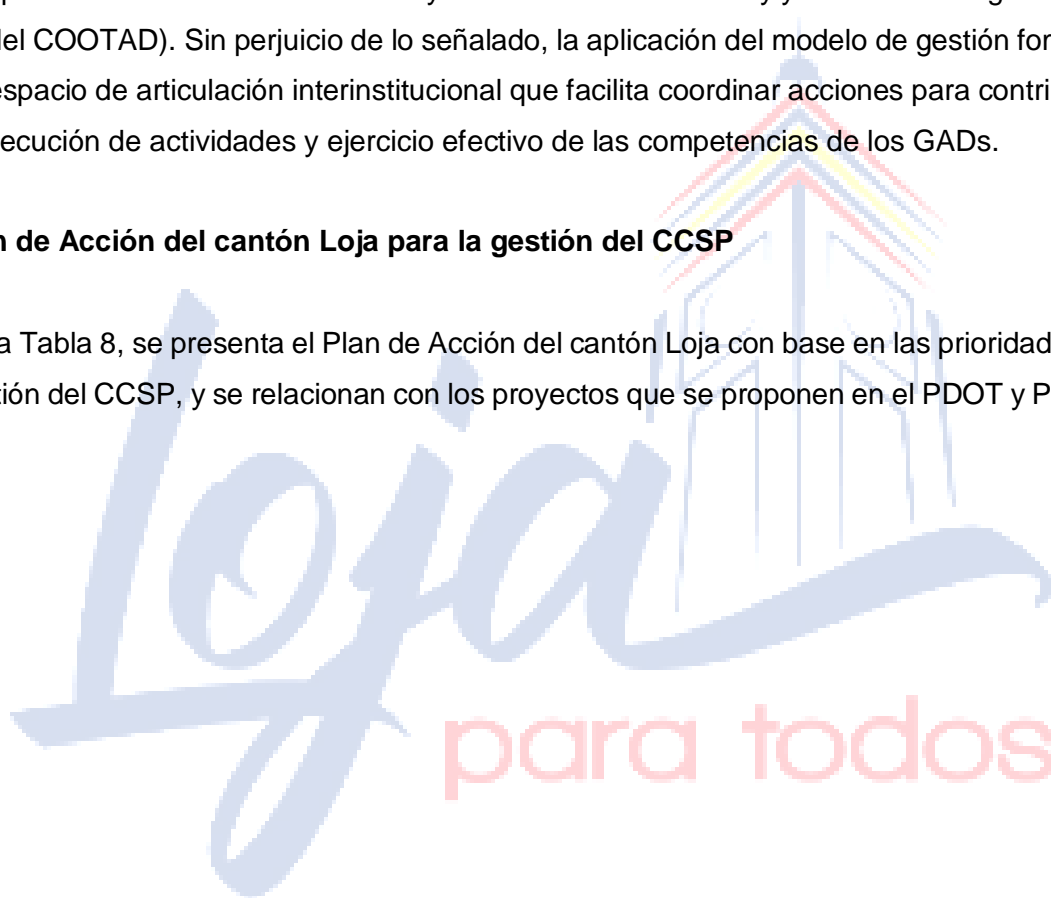 del COOTAD). Sin perjuicio de lo señalado, la aplicación del modelo de gestión for
espacio de articulación interinstitucional que facilita coordinar acciones para contri
ecución de actividades y ejercicio efectivo de las competencias de los GADs.
n de Acción del cantón Loja para la gestión del CCSP
a Tabla 8, se presenta el Plan de Acción del cantón Loja con base en las prioridad
tión del CCSP, y se relacionan con los proyectos que se proponen en el PDOT y P
Loja
para todos